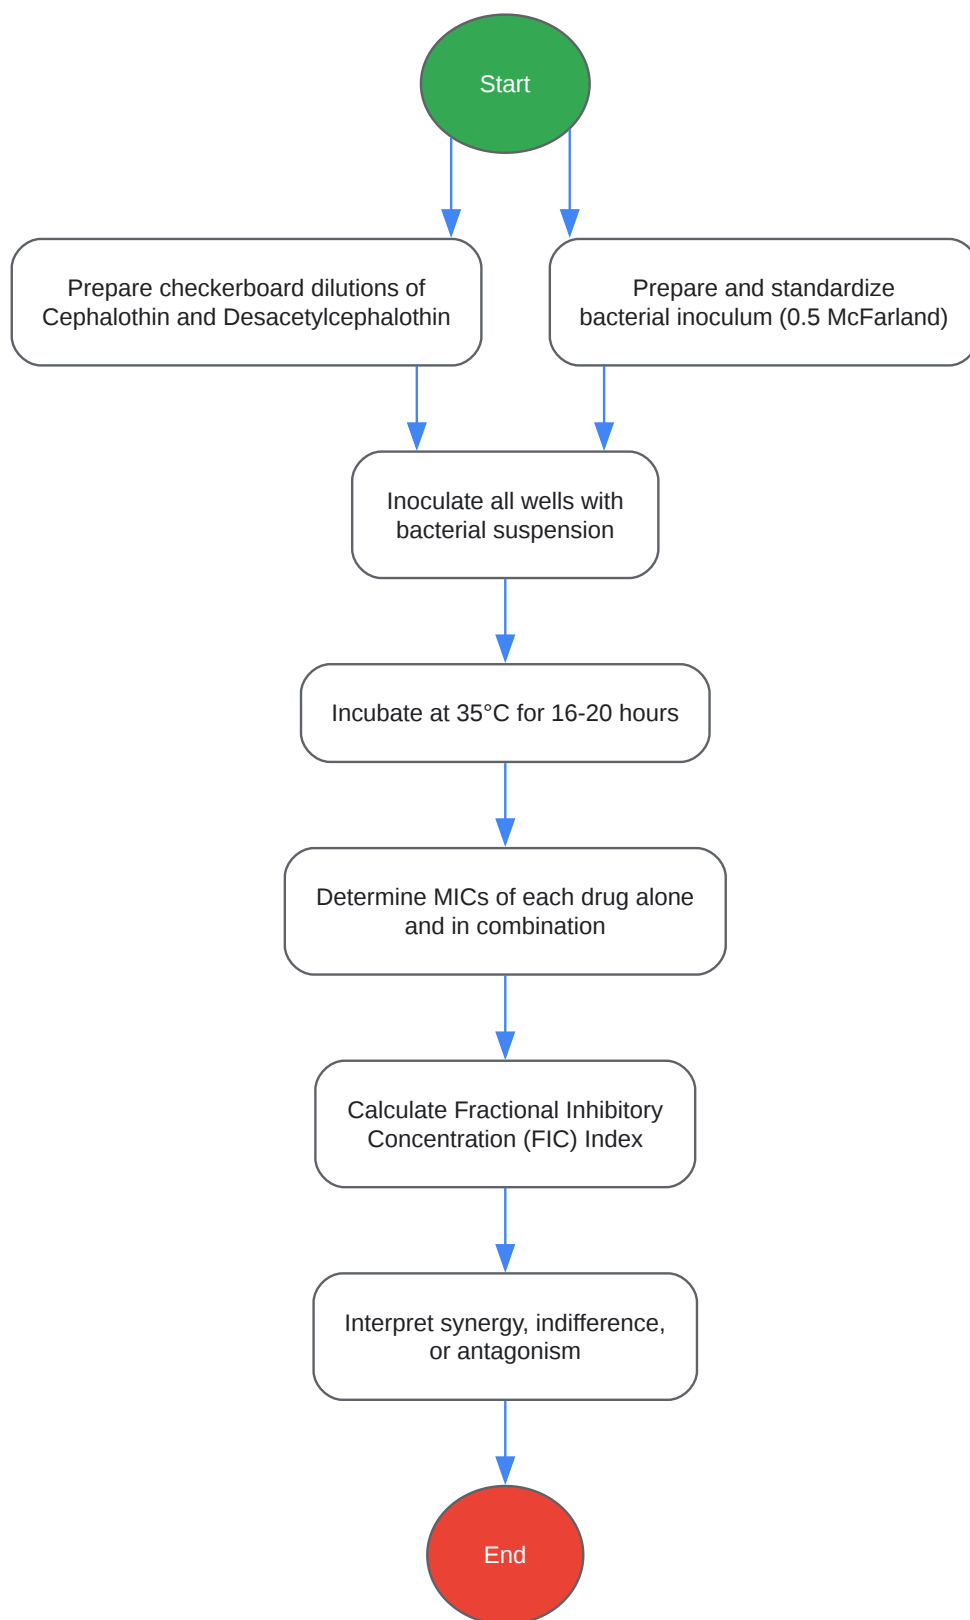 Start
Prepare checkerboard dilutions of
Cephalothin and Desacetylcephalothin
Prepare and standardize
bacterial inoculum (0.5 McFarland)
Inoculate all wells with
bacterial suspension
Incubate at 35°C for 16-20 hours
Determine MICs of each drug alone
and in combination
Calculate Fractional Inhibitory
Concentration (FIC) Index
Interpret synergy, indifference,
or antagonism
End